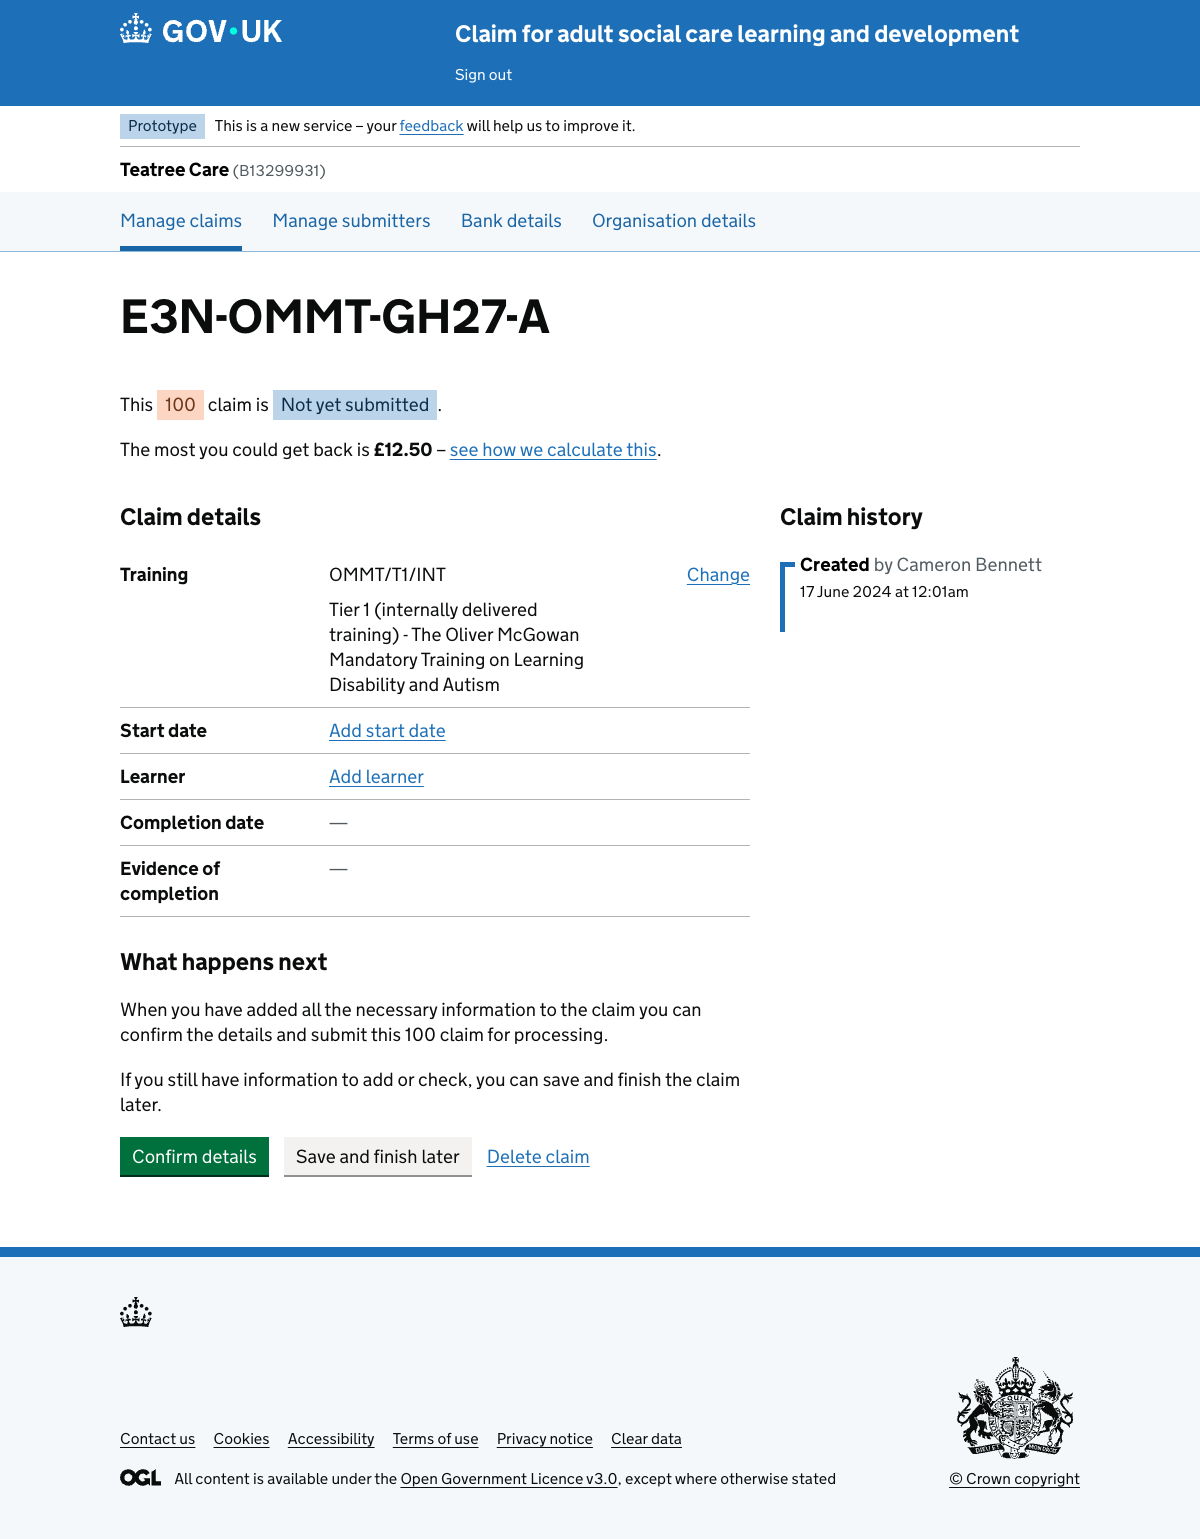 GOV·UK
Claim for adult social care learning and development
Sign out
Prototype This is a new service – your feedback will help us to improve it.
Teatree Care (B13299931)
Manage claims Manage submitters Bank details Organisation details
E3N-OMMT-GH27-A
This 100 claim is Not yet submitted.
The most you could get back is £12.50 – see how we calculate this.
Claim details
Training OMMT/T1/INT Change
Tier 1 (internally delivered
training) - The Oliver McGowan
Mandatory Training on Learning
Disability and Autism
Start date Add start date
Learner Add learner
Completion date —
Evidence of —
completion
Claim history
Created by Cameron Bennett
17 June 2024 at 12:01am
What happens next
When you have added all the necessary information to the claim you can
confirm the details and submit this 100 claim for processing.
If you still have information to add or check, you can save and finish the claim
later.
Confirm details Save and finish later Delete claim
Contact us Cookies Accessibility Terms of use Privacy notice Clear data
OGL All content is available under the Open Government Licence v3.0, except where otherwise stated
© Crown copyright